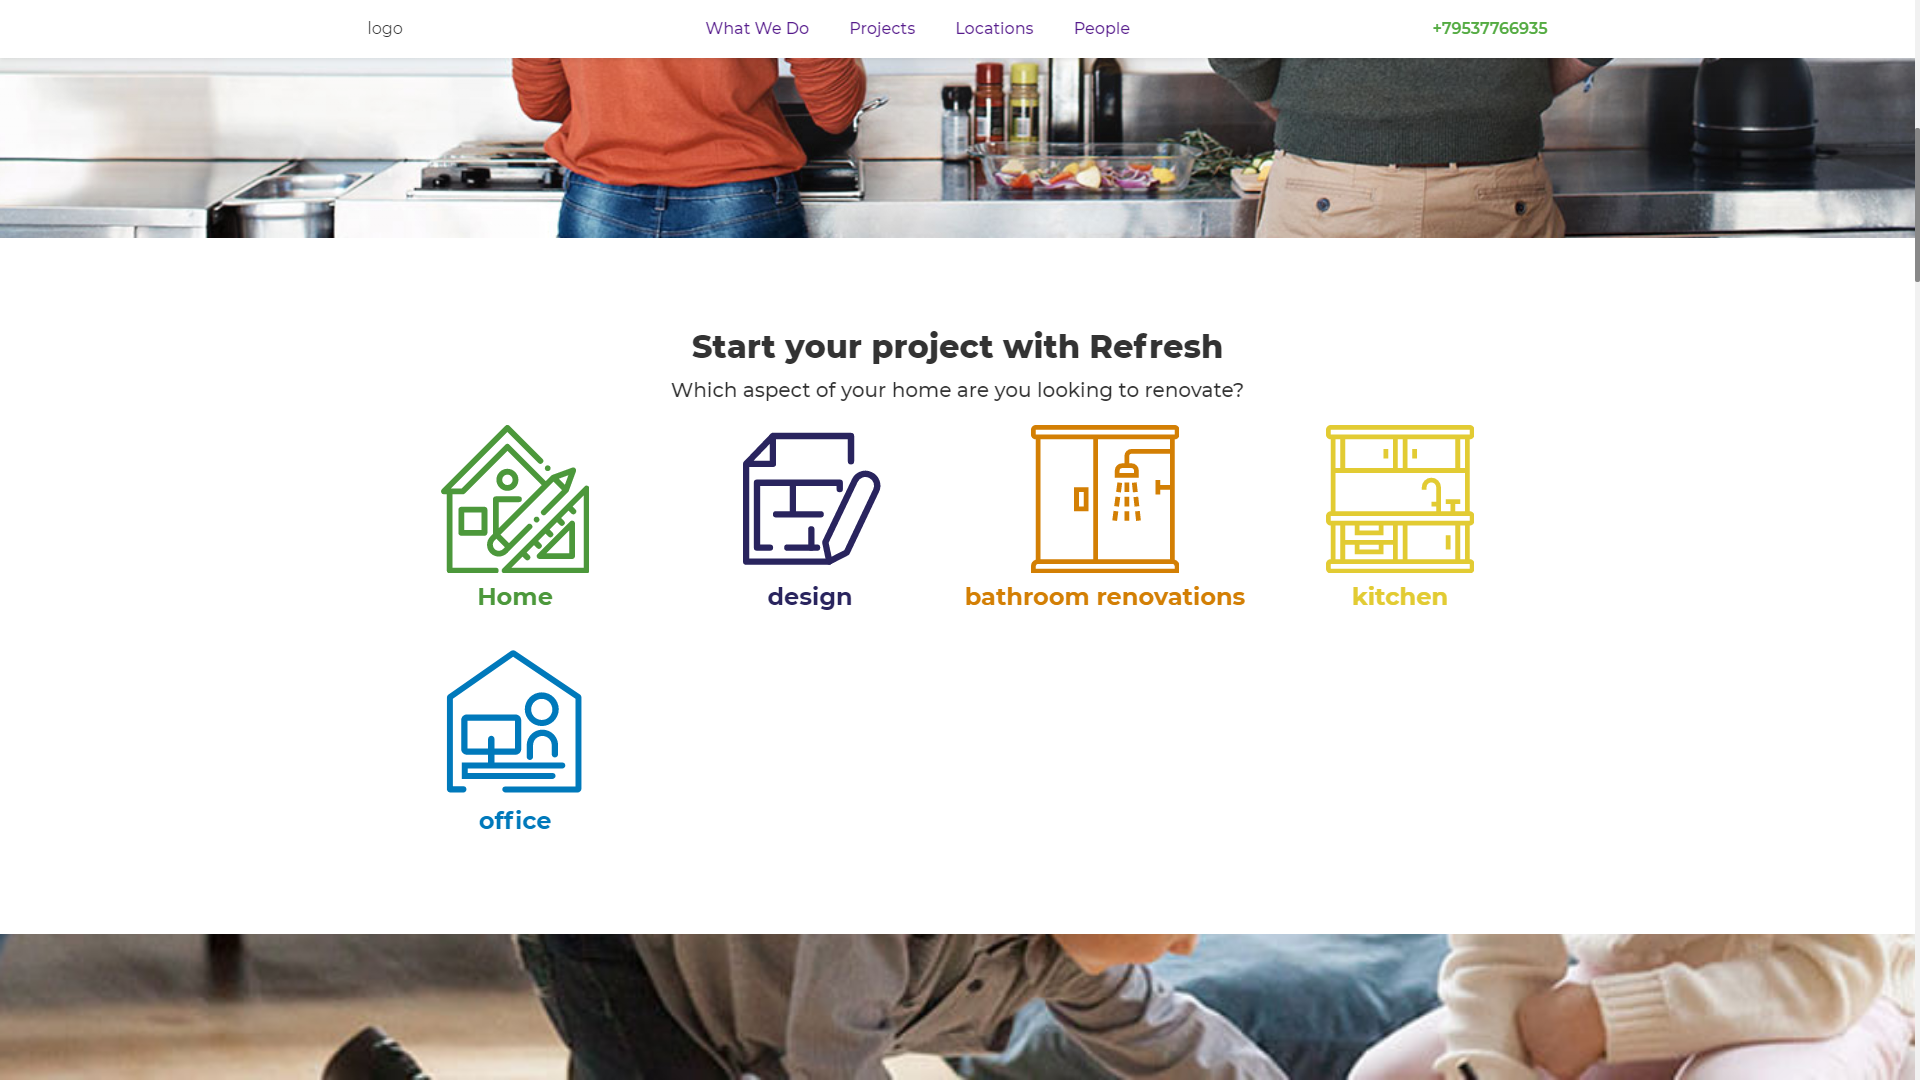 logo
What We Do
Projects
Locations
People
+79537766935
Start your project with Refresh
Which aspect of your home are you looking to renovate?
Home
design
bathroom renovations
kitchen
office